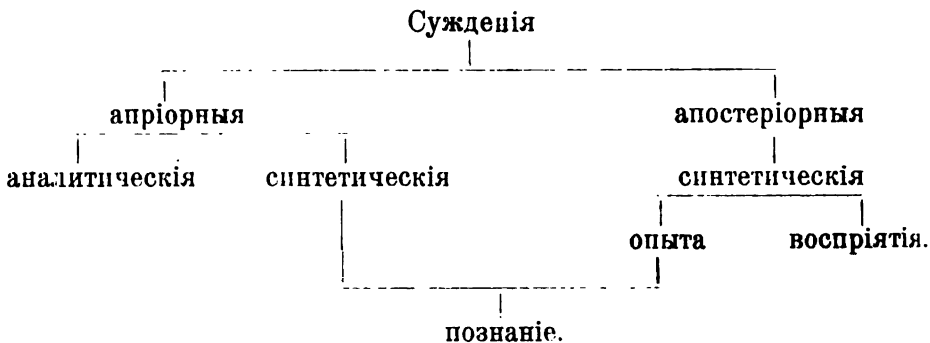 Сужденія
апріорныя апостеріорныя
аналитическія синтетическія синтетическія
опыта воспріятія.
познаніе.